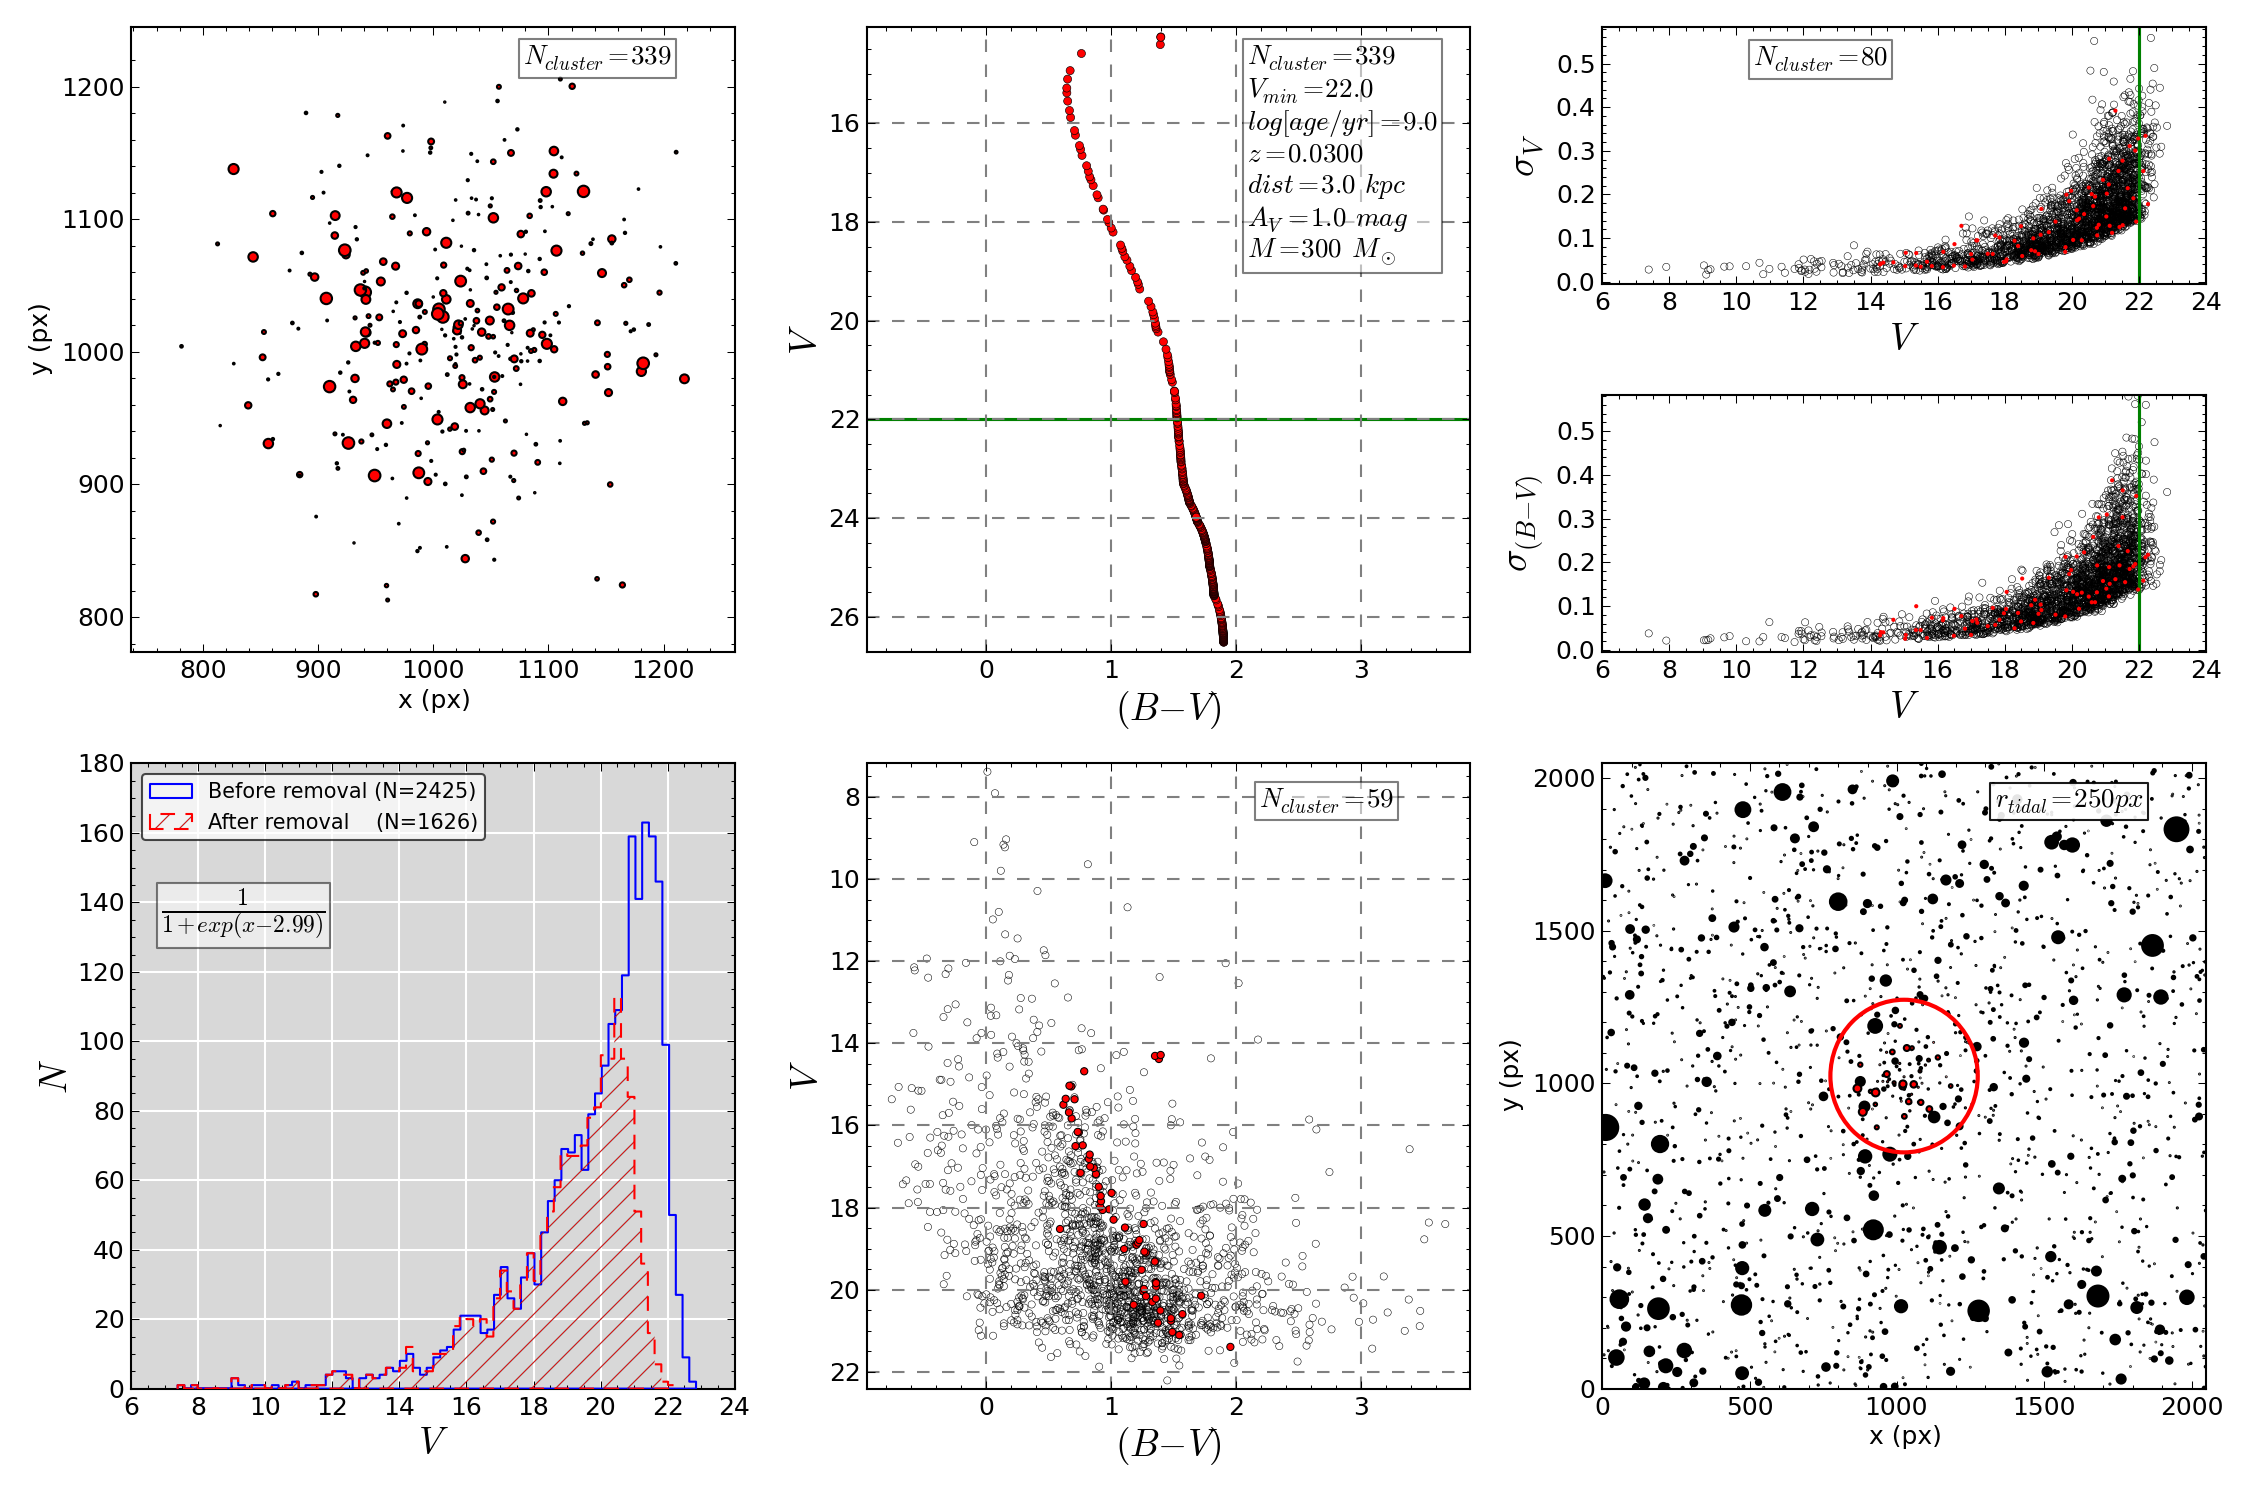 N_cluster=339
1200
1100
1000
900
800
y (px)
800 900 1000 1100 1200
x (px)
N_cluster=339
V_min=22.0
log[age/yr]=9.0
z=0.0300
dist=3.0 kpc
A_V=1.0 mag
M=300 M_⊙
16
18
20
22
24
26
V
0 1 2 3
(B−V)
N_cluster=80
0.5
0.4
0.3
0.2
0.1
0.0
σ_V
6 8 10 12 14 16 18 20 22 24
V
0.5
0.4
0.3
0.2
0.1
0.0
σ_(B−V)
6 8 10 12 14 16 18 20 22 24
V
180
160
140
120
100
80
60
40
20
0
N
Before removal (N=2425)
After removal (N=1626)
1
1+exp(x−2.99)
6 8 10 12 14 16 18 20 22 24
V
N_cluster=59
8
10
12
14
16
18
20
22
V
0 1 2 3
(B−V)
r_tidal=250px
2000
1500
1000
500
0
y (px)
0 500 1000 1500 2000
x (px)